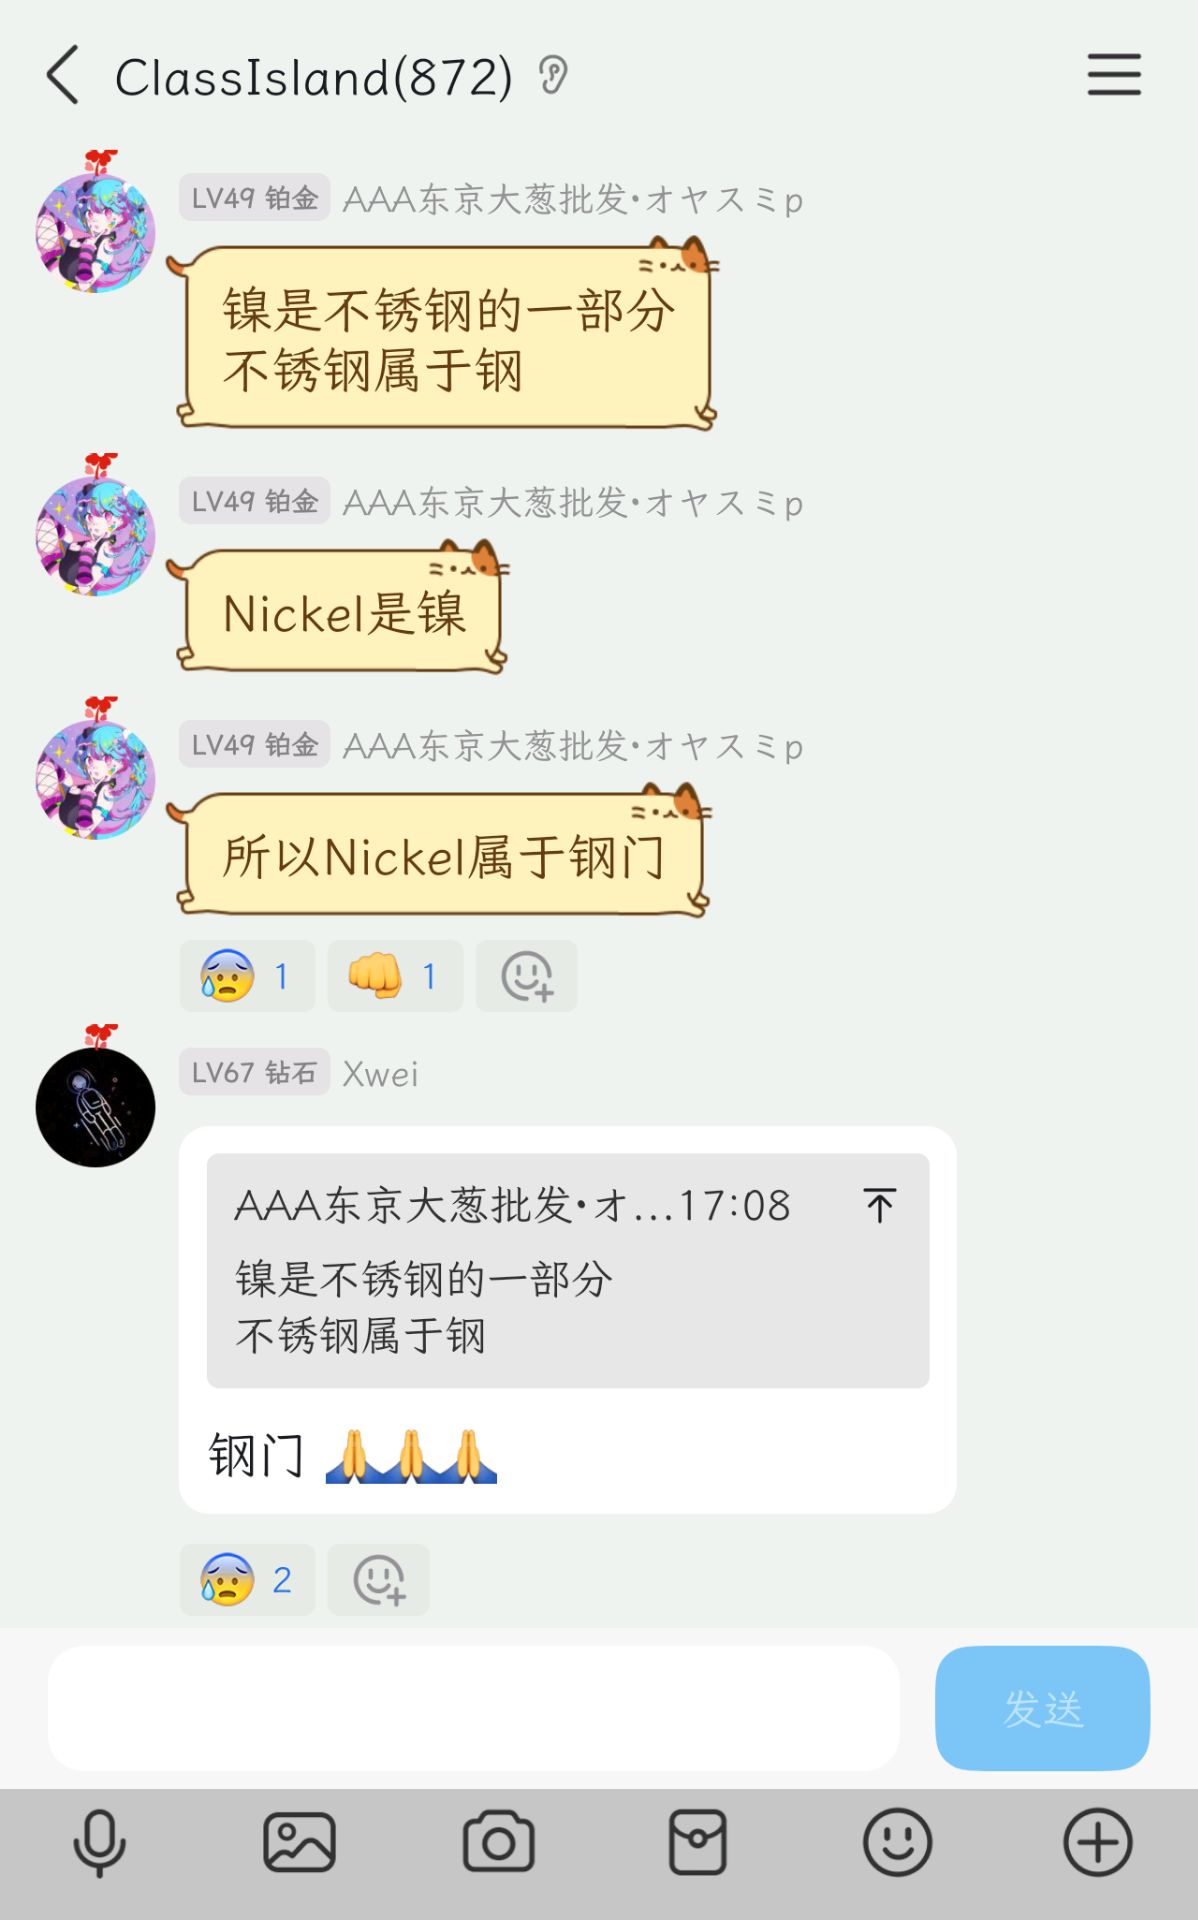 ClassIsland(872)
LV49 铂金 AAA东京大葱批发·オヤスミp
镍是不锈钢的一部分
不锈钢属于钢
LV49 铂金 AAA东京大葱批发·オヤスミp
Nickel是镍
LV49 铂金 AAA东京大葱批发·オヤスミp
所以Nickel属于钢门
😰 1 👊 1
LV67 钻石 Xwei
AAA东京大葱批发·オ...17:08
镍是不锈钢的一部分
不锈钢属于钢
钢门 🙏🙏🙏
😰 2
发送